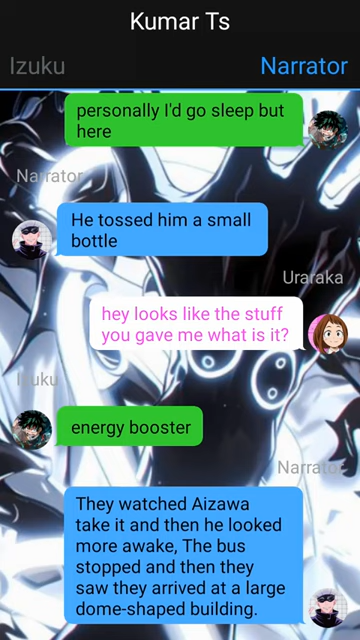 Kumar Ts
Izuku
Narrator
personally I'd go sleep but
here
Narrator
He tossed him a small
bottle
Uraraka
hey looks like the stuff
you gave me what is it?
Izuku
energy booster
Narrator
They watched Aizawa
take it and then he looked
more awake, The bus
stopped and then they
saw they arrived at a large
dome-shaped building.